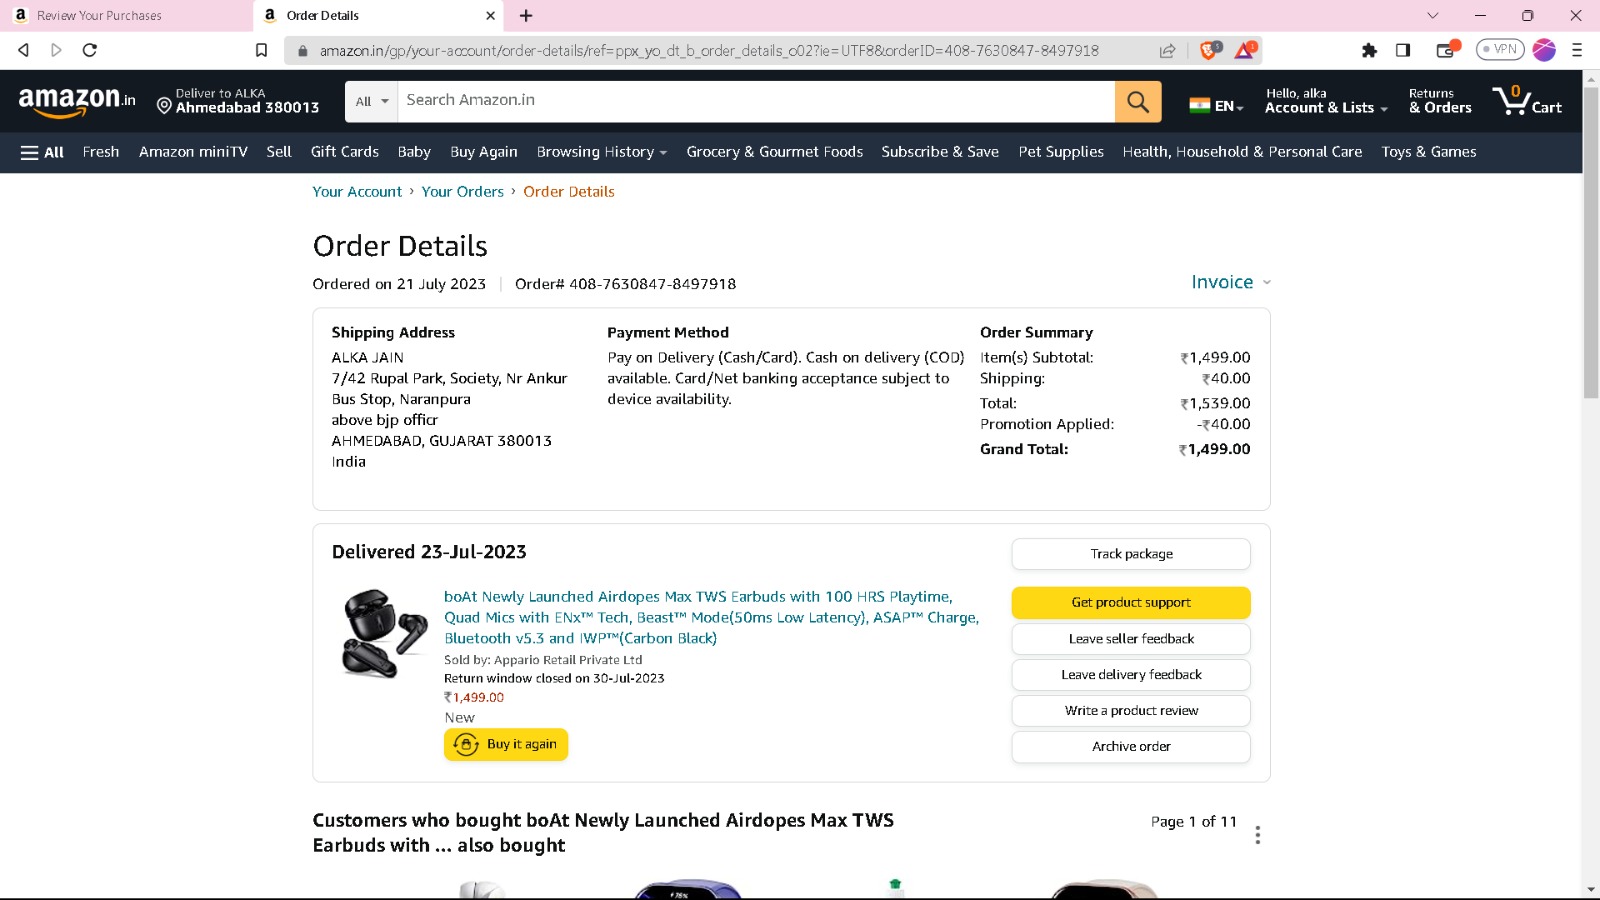 Review Your Purchases
Order Details
amazon.in/gp/your-account/order-details/ref=ppx_yo_dt_b_order_details_o02?ie=UTF8&orderID=408-7630847-8497918
5
1
VPN
amazon.in
Deliver to ALKA
Ahmedabad 380013
All
Search Amazon.in
EN
Hello, alka
Account & Lists
Returns
& Orders
0
Cart
All
Fresh
Amazon miniTV
Sell
Gift Cards
Baby
Buy Again
Browsing History
Grocery & Gourmet Foods
Subscribe & Save
Pet Supplies
Health, Household & Personal Care
Toys & Games
Your Account › Your Orders › Order Details
Order Details
Ordered on 21 July 2023 | Order# 408-7630847-8497918
Invoice
Shipping Address
ALKA JAIN
7/42 Rupal Park, Society, Nr Ankur
Bus Stop, Naranpura
above bjp officr
AHMEDABAD, GUJARAT 380013
India
Payment Method
Pay on Delivery (Cash/Card). Cash on delivery (COD)
available. Card/Net banking acceptance subject to
device availability.
Order Summary
Item(s) Subtotal: ₹1,499.00
Shipping: ₹40.00
Total: ₹1,539.00
Promotion Applied: -₹40.00
Grand Total: ₹1,499.00
Delivered 23-Jul-2023
boAt Newly Launched Airdopes Max TWS Earbuds with 100 HRS Playtime,
Quad Mics with ENx™ Tech, Beast™ Mode(50ms Low Latency), ASAP™ Charge,
Bluetooth v5.3 and IWP™(Carbon Black)
Sold by: Appario Retail Private Ltd
Return window closed on 30-Jul-2023
₹1,499.00
New
Buy it again
Track package
Get product support
Leave seller feedback
Leave delivery feedback
Write a product review
Archive order
Customers who bought boAt Newly Launched Airdopes Max TWS
Earbuds with ... also bought
Page 1 of 11